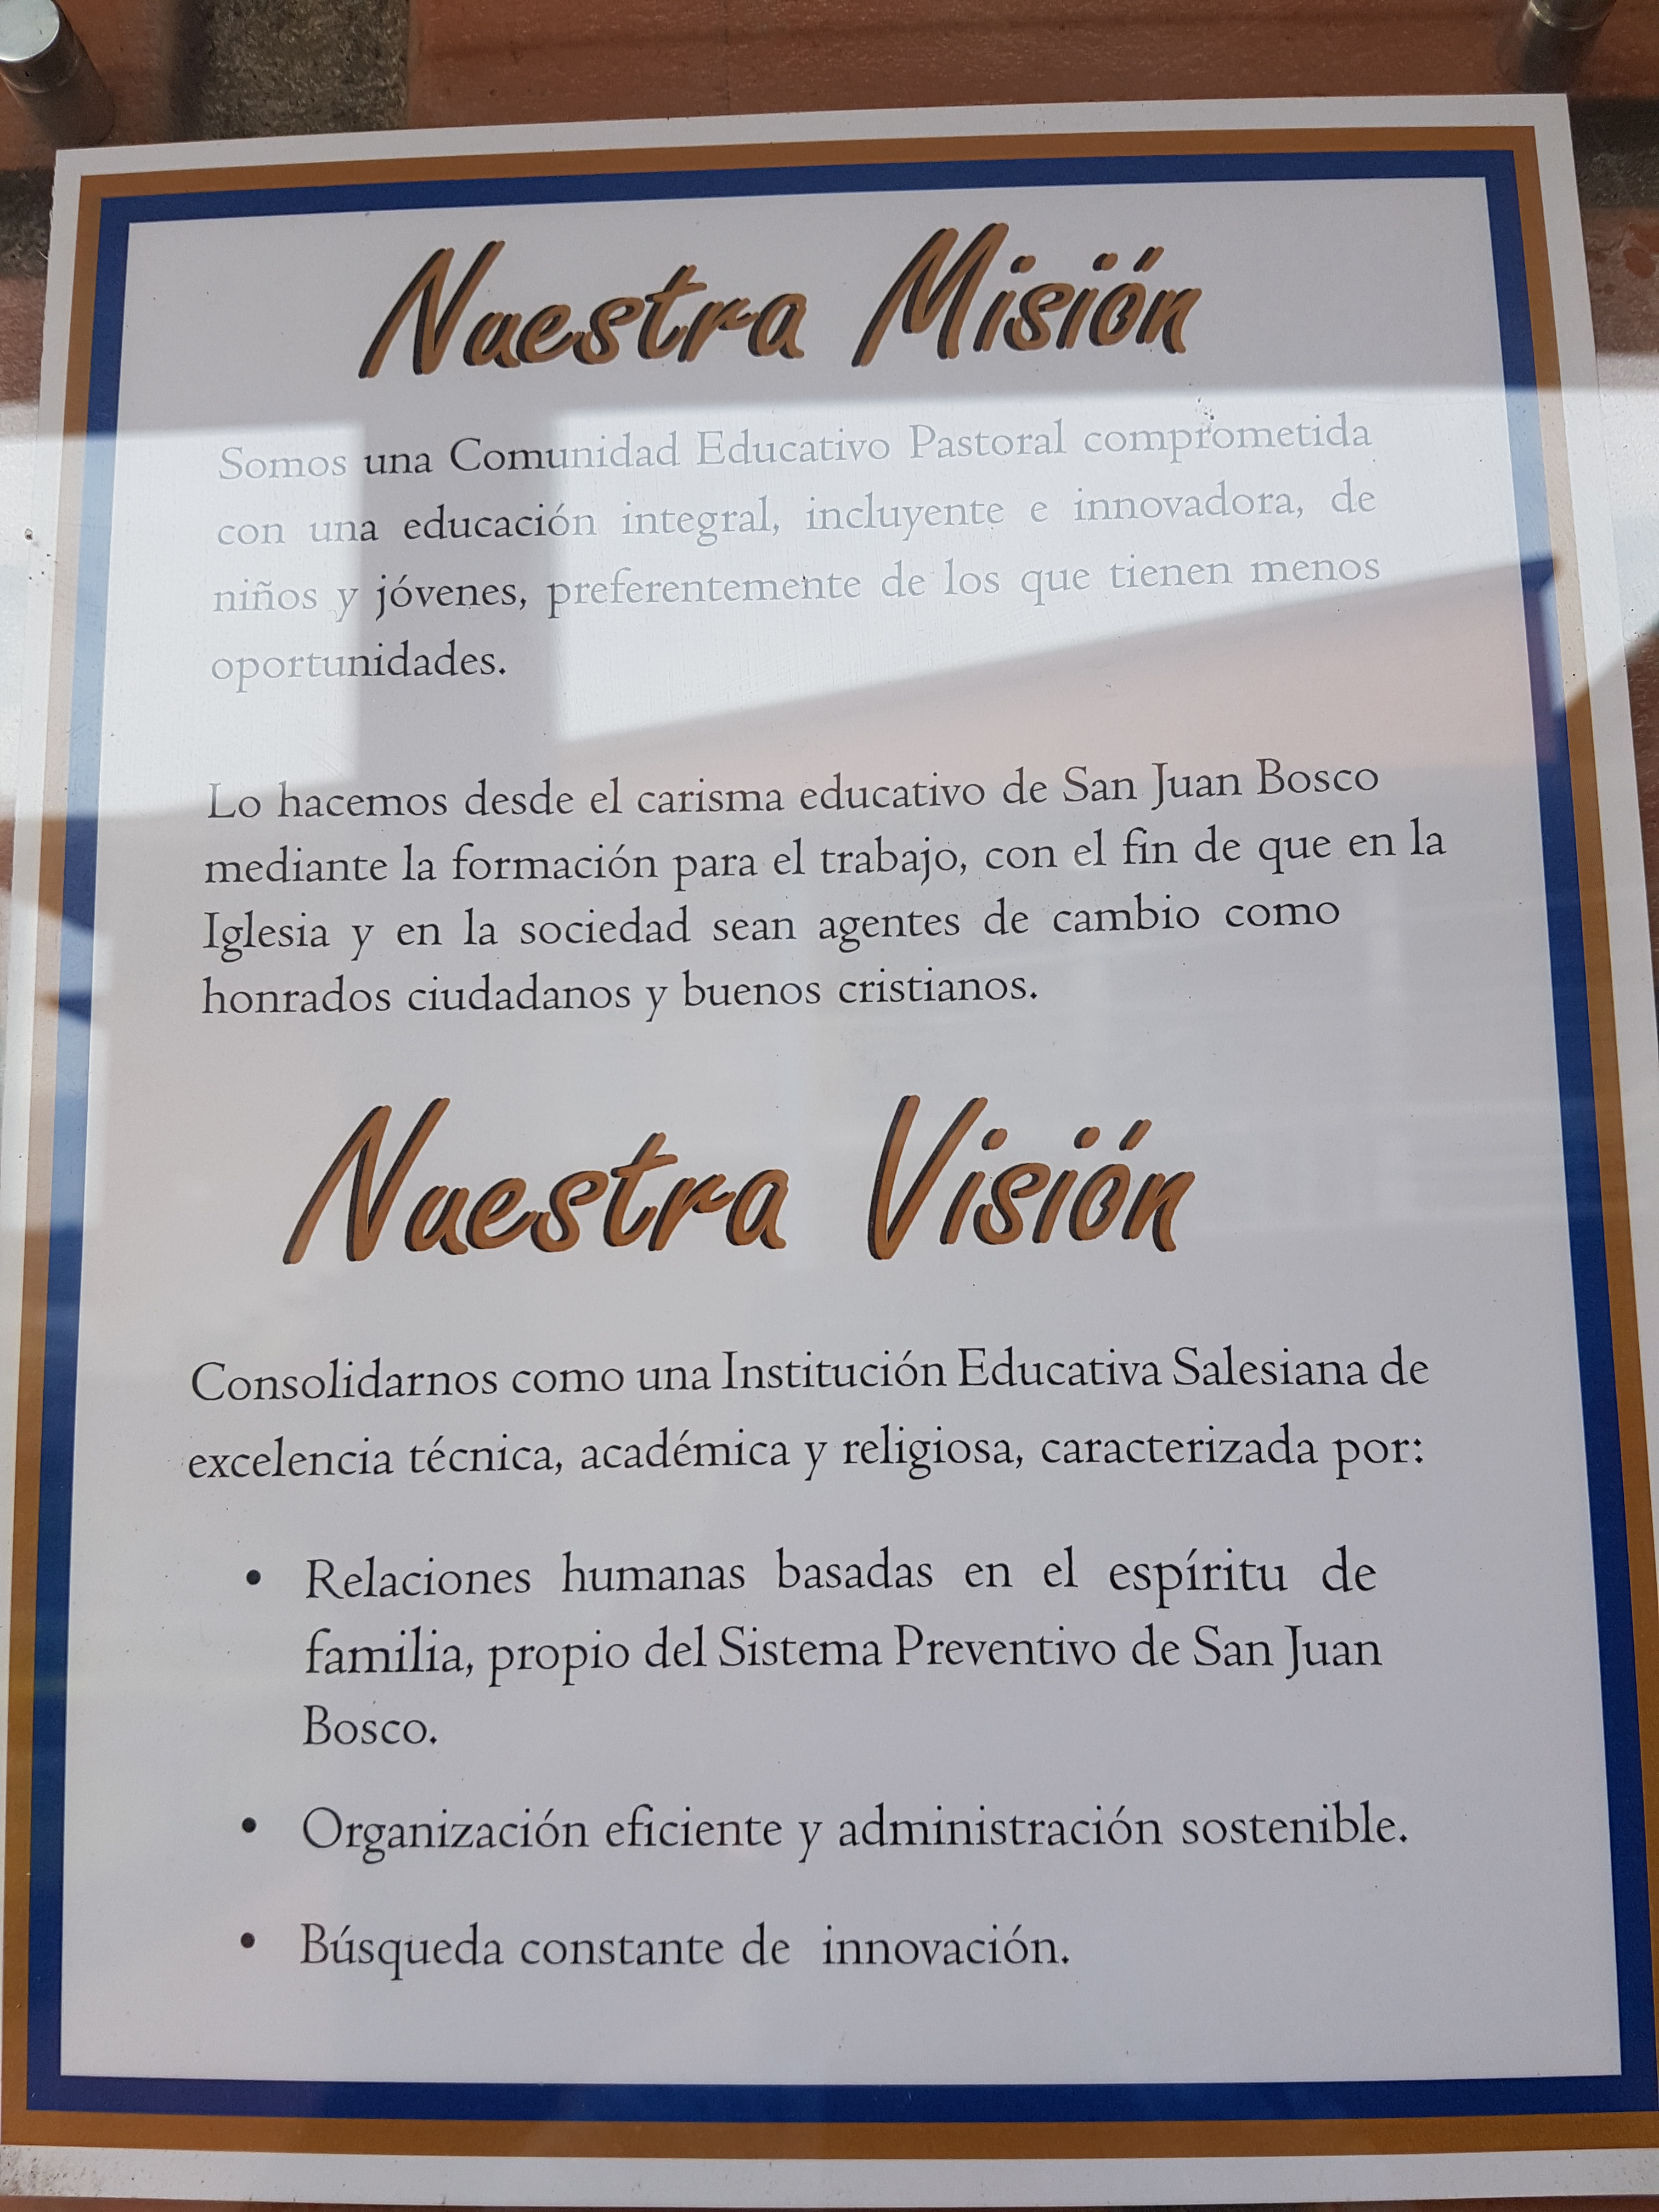 Nuestra Misión
Somos una Comunidad Educativo Pastoral comprometida
con una educación integral, incluyente e innovadora, de
niños y jóvenes, preferentemente de los que tienen menos
oportunidades.
Lo hacemos desde el carisma educativo de San Juan Bosco
mediante la formación para el trabajo, con el fin de que en la
Iglesia y en la sociedad sean agentes de cambio como
honrados ciudadanos y buenos cristianos.
Nuestra Visión
Consolidarnos como una Institución Educativa Salesiana de
excelencia técnica, académica y religiosa, caracterizada por:
• Relaciones humanas basadas en el espíritu de
familia, propio del Sistema Preventivo de San Juan
Bosco.
• Organización eficiente y administración sostenible.
• Búsqueda constante de innovación.